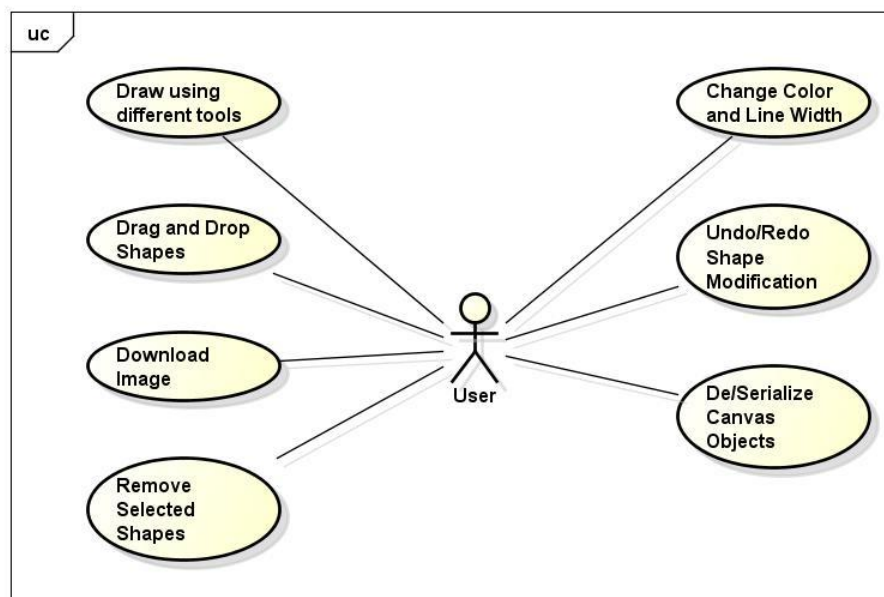 uc
Draw using
different tools
Drag and Drop
Shapes
Download
Image
Remove
Selected
Shapes
User
Change Color
and Line Width
Undo/Redo
Shape
Modification
De/Serialize
Canvas
Objects